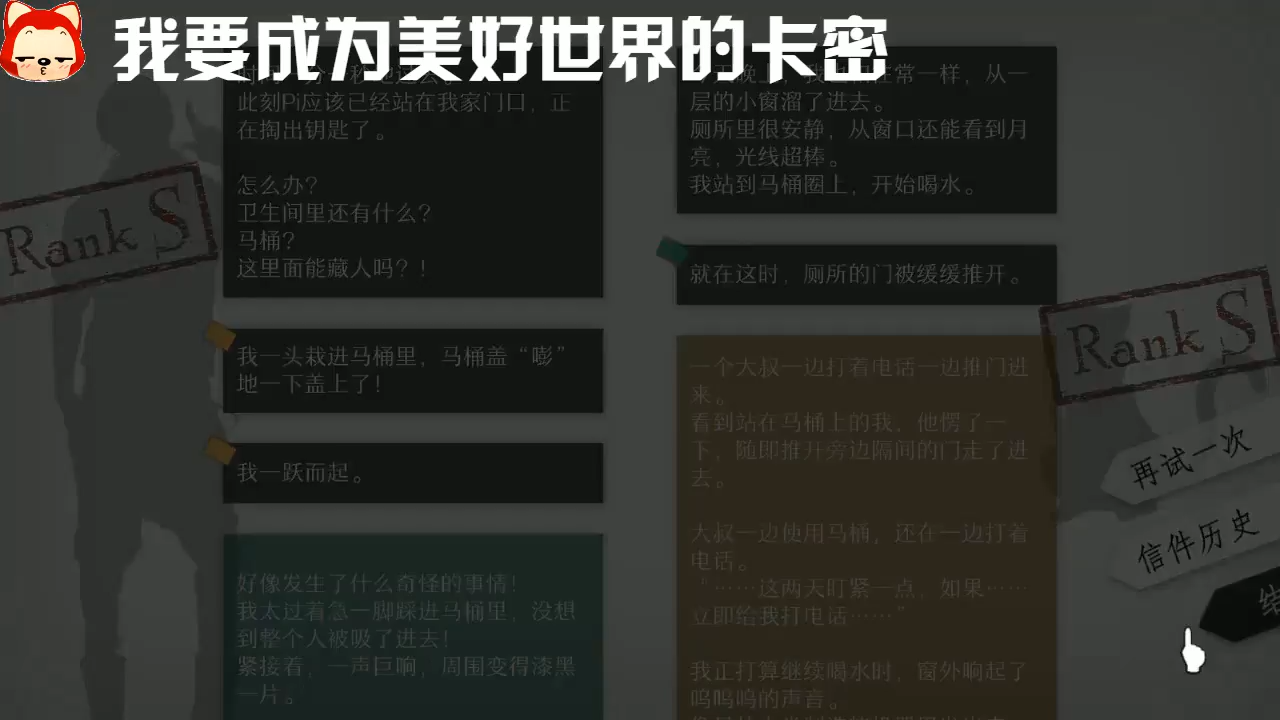 我要成为美好世界的卡密
此刻Pi应该已经站在我家门口，正
在掏出钥匙了。
怎么办？
卫生间里还有什么？
马桶？
这里面能藏人吗？！
我一头栽进马桶里，马桶盖“嘭”
地一下盖上了！
我一跃而起。
好像发生了什么奇怪的事情！
我太过着急一脚踩进马桶里，没想
到整个人被吸了进去！
紧接着，一声巨响，周围变得漆黑
一片。
常一样，从一
层的小窗溜了进去。
厕所里很安静，从窗口还能看到月
亮，光线超棒。
我站到马桶圈上，开始喝水。
就在这时，厕所的门被缓缓推开。
一个大叔一边打着电话一边推门进
来。
看到站在马桶上的我，他愣了一
下，随即推开旁边隔间的门走了进
去。
大叔一边使用马桶，还在一边打着
电话。
“……这两天盯紧一点，如果……
立即给我打电话……”
我正打算继续喝水时，窗外响起了
呜呜呜的声音。
Rank S
Rank S
再试一次
信件历史
结